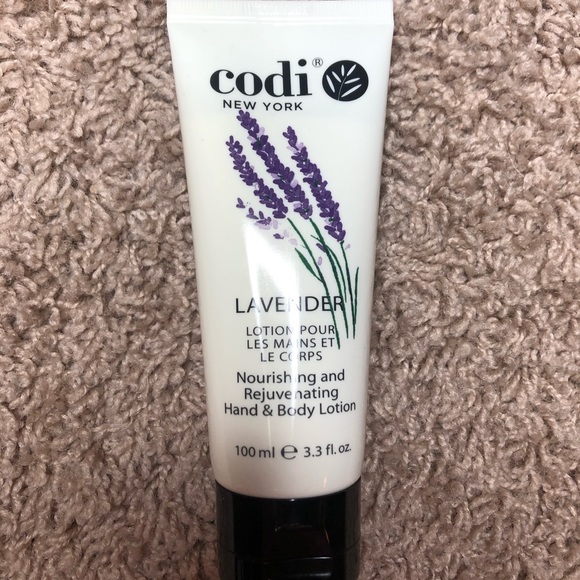 codi®
NEW YORK
LAVENDER
LOTION POUR
LES MAINS ET
LE CORPS
Nourishing and
Rejuvenating
Hand & Body Lotion
100 ml ℮ 3.3 fl. oz.